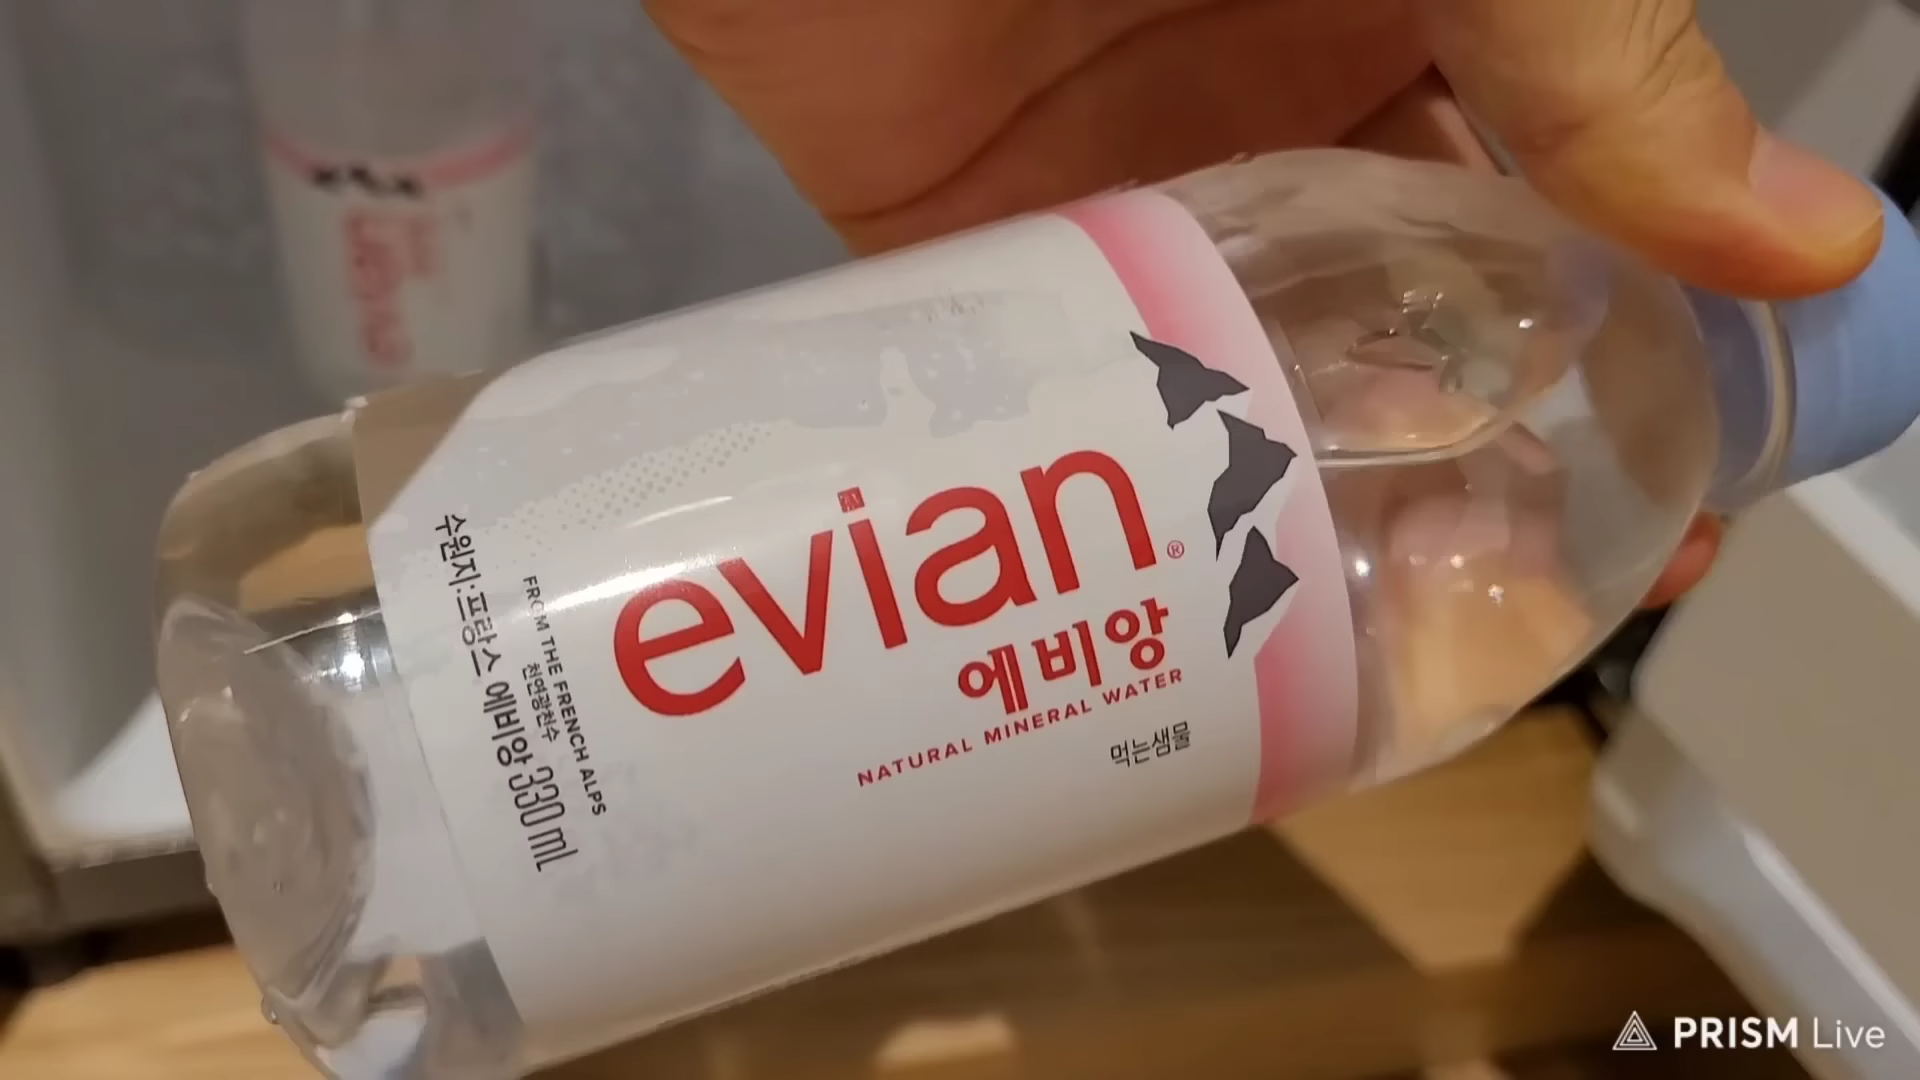 evian®
에비앙
NATURAL MINERAL WATER
먹는샘물
FROM THE FRENCH ALPS
천연광천수
수원지:프랑스 에비앙 330 mL
PRISM Live